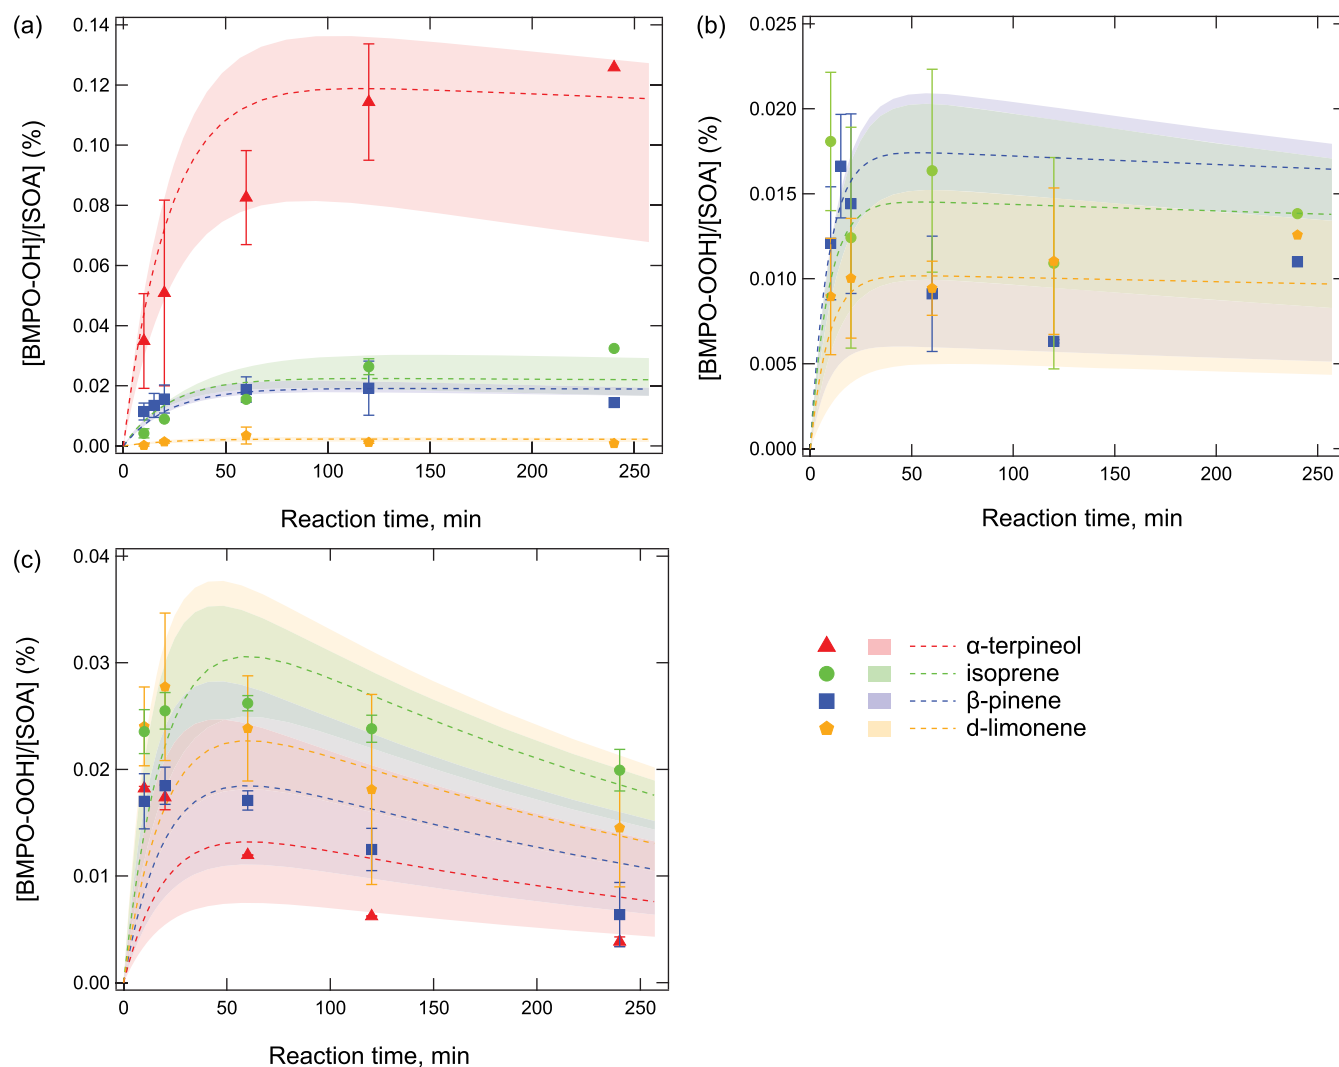 (a)
[BMPO-OH]/[SOA] (%)
0.14
0.12
0.10
0.08
0.06
0.04
0.02
0.00
0 50 100 150 200 250
Reaction time, min
(b)
[BMPO-OOH]/[SOA] (%)
0.025
0.020
0.015
0.010
0.005
0.000
0 50 100 150 200 250
Reaction time, min
(c)
[BMPO-OOH]/[SOA] (%)
0.04
0.03
0.02
0.01
0.00
0 50 100 150 200 250
Reaction time, min
α-terpineol
isoprene
β-pinene
d-limonene